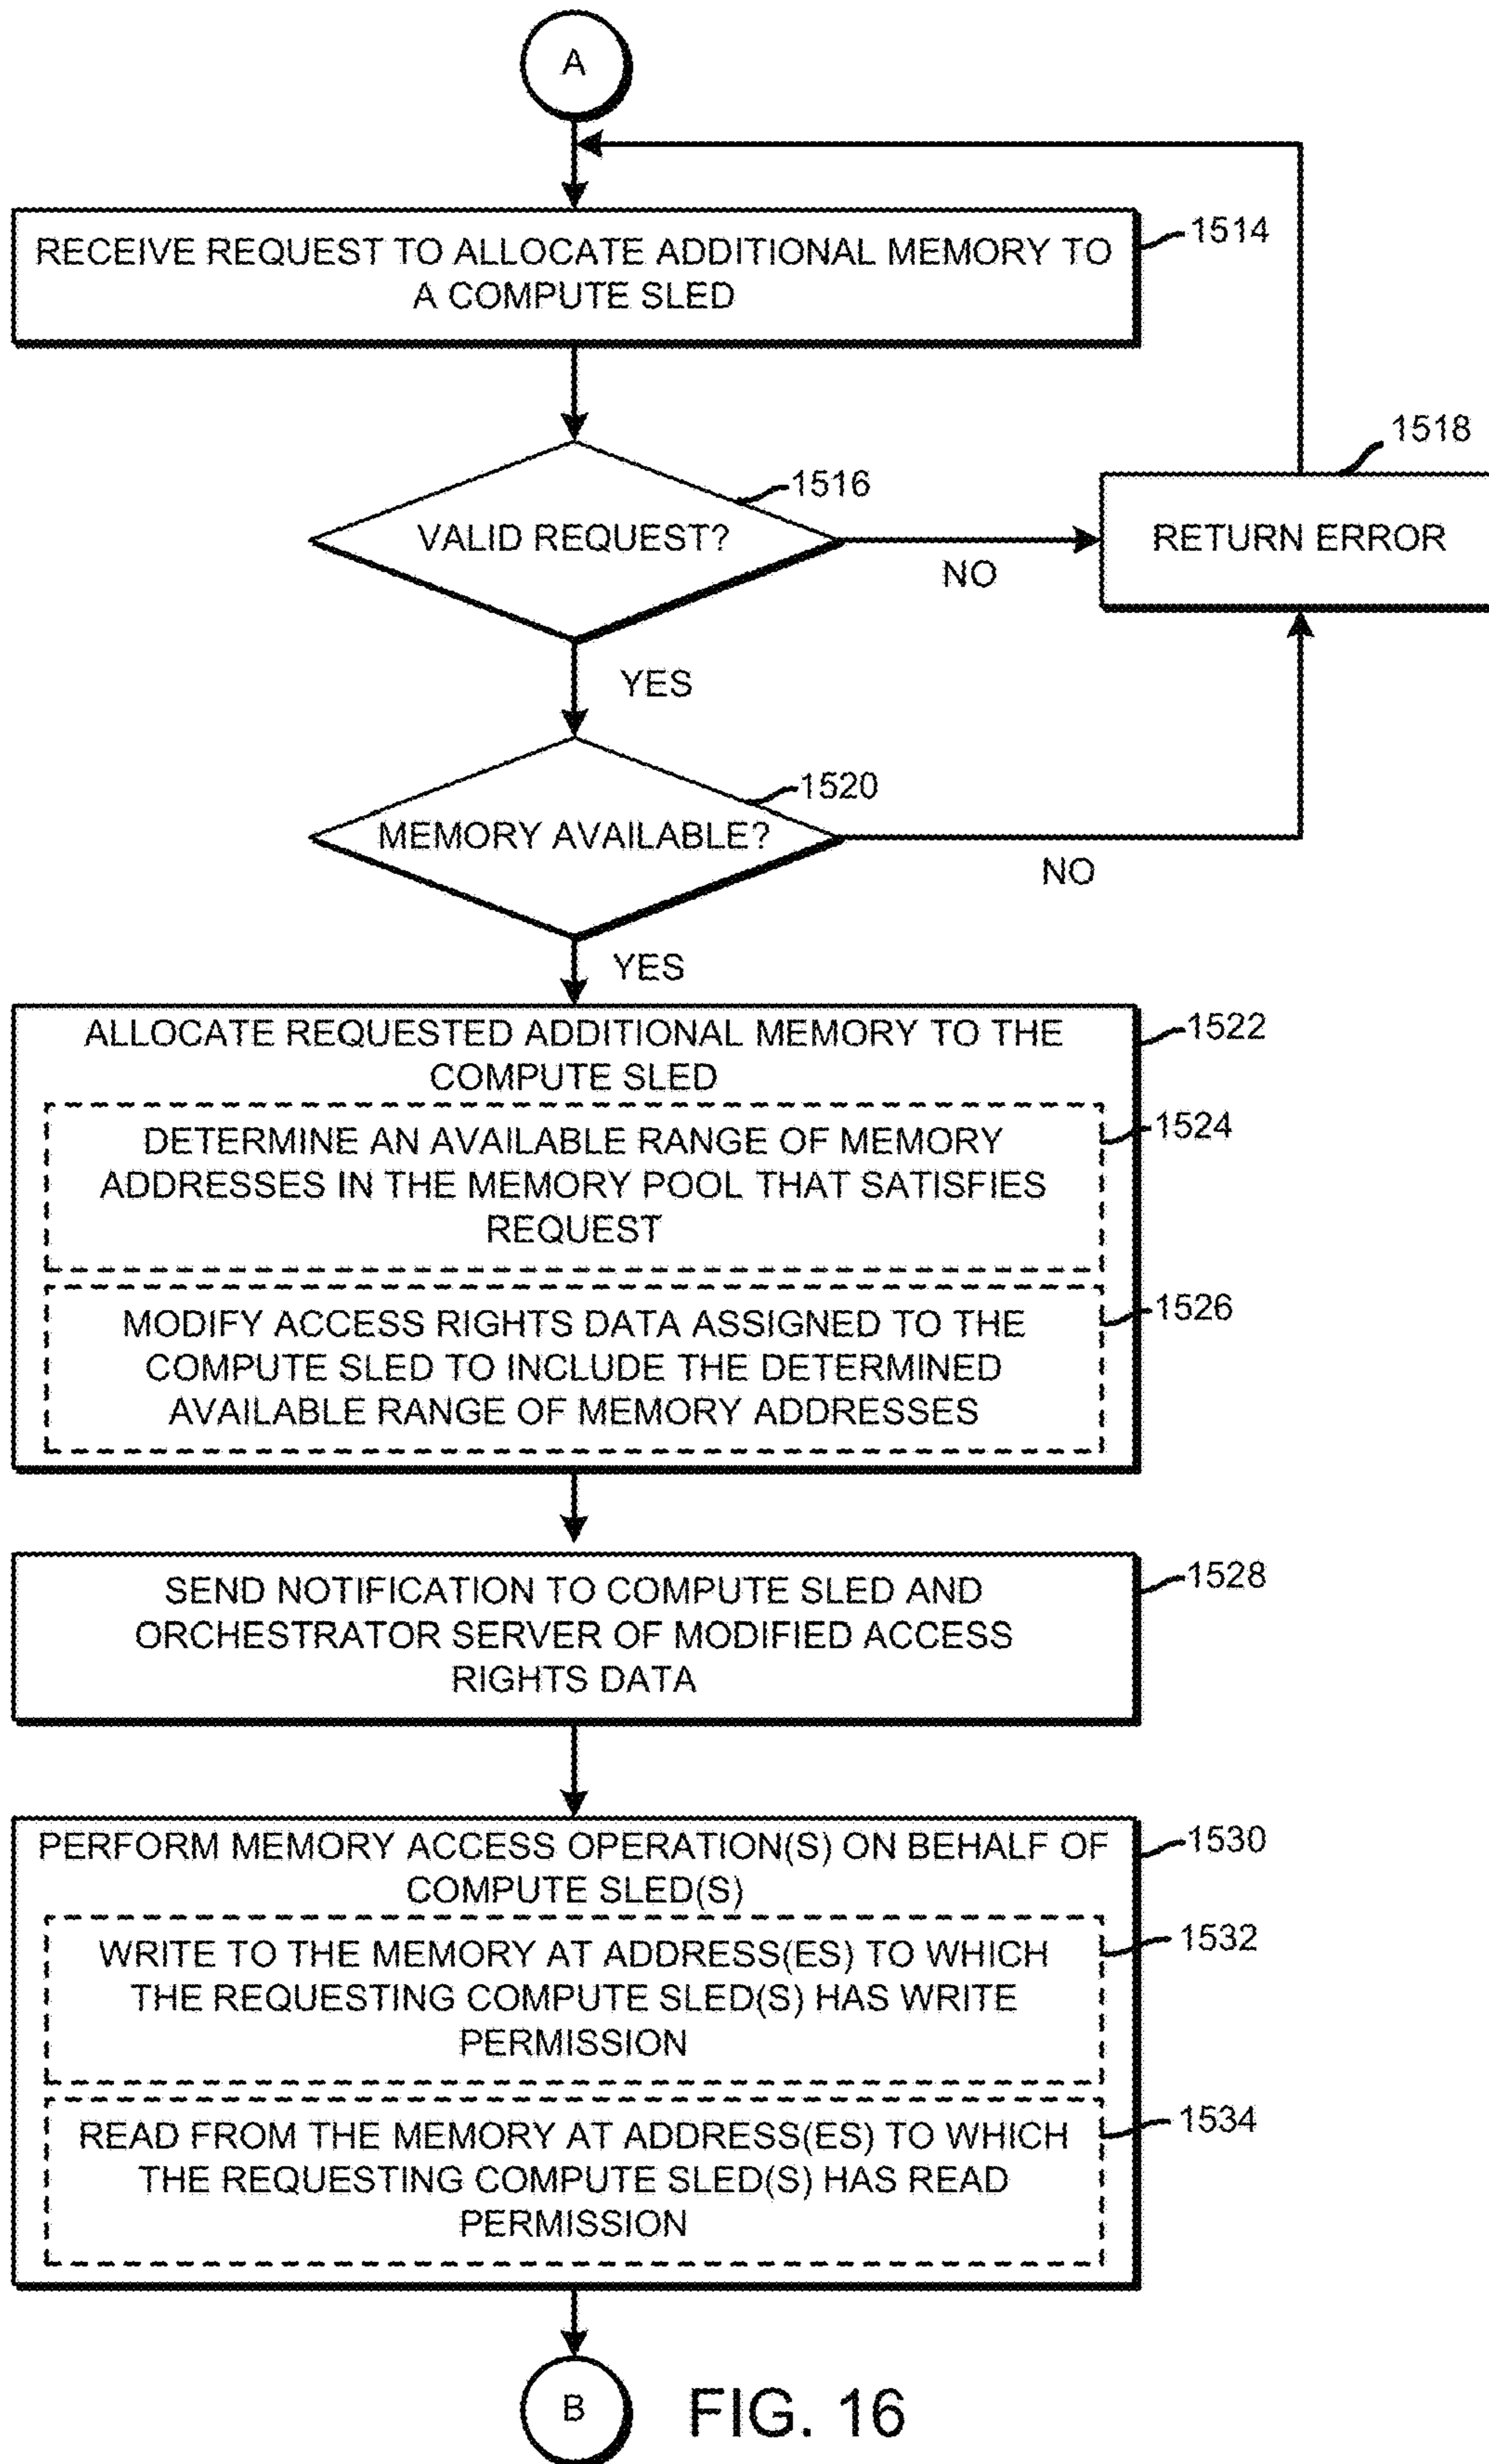 A
RECEIVE REQUEST TO ALLOCATE ADDITIONAL MEMORY TO
A COMPUTE SLED
1514
VALID REQUEST?
1516
NO
RETURN ERROR
1518
YES
MEMORY AVAILABLE?
1520
NO
YES
ALLOCATE REQUESTED ADDITIONAL MEMORY TO THE
COMPUTE SLED
1522
DETERMINE AN AVAILABLE RANGE OF MEMORY
ADDRESSES IN THE MEMORY POOL THAT SATISFIES
REQUEST
1524
MODIFY ACCESS RIGHTS DATA ASSIGNED TO THE
COMPUTE SLED TO INCLUDE THE DETERMINED
AVAILABLE RANGE OF MEMORY ADDRESSES
1526
SEND NOTIFICATION TO COMPUTE SLED AND
ORCHESTRATOR SERVER OF MODIFIED ACCESS
RIGHTS DATA
1528
PERFORM MEMORY ACCESS OPERATION(S) ON BEHALF OF
COMPUTE SLED(S)
1530
WRITE TO THE MEMORY AT ADDRESS(ES) TO WHICH
THE REQUESTING COMPUTE SLED(S) HAS WRITE
PERMISSION
1532
READ FROM THE MEMORY AT ADDRESS(ES) TO WHICH
THE REQUESTING COMPUTE SLED(S) HAS READ
PERMISSION
1534
B
FIG. 16